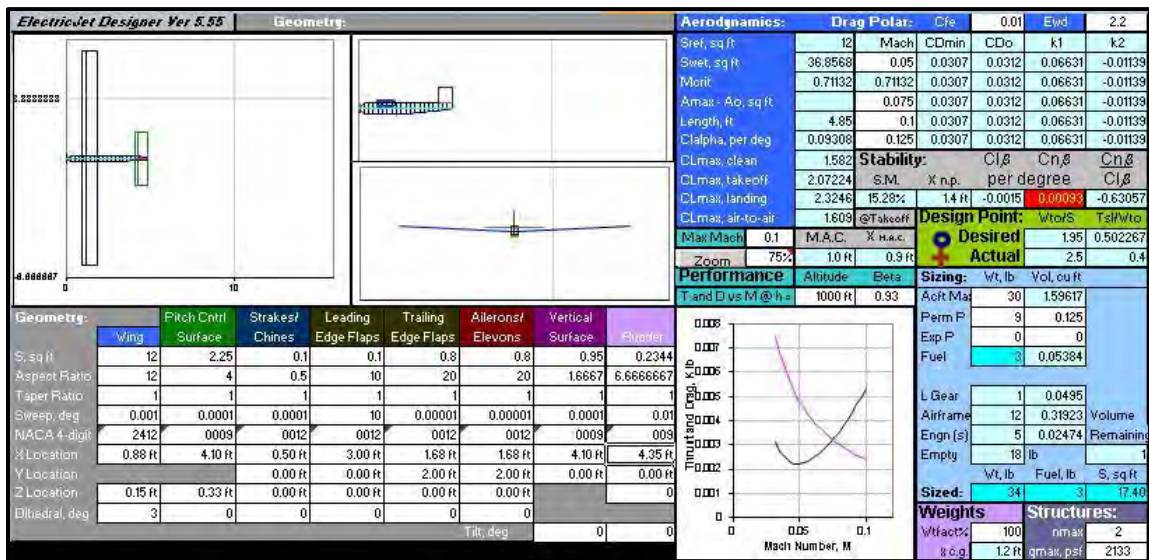 ElectricJet Designer Ver 5.55 Geometry:
0
10
Geometry:
Wing Pitch Cntrl Surface Strakes/ Chines Leading Edge Flaps Trailing Edge Flaps Ailerons/ Elevons Vertical Surface Rudder
S, sq ft 12 2.25 0.1 0.1 0.8 0.8 0.95 0.2344
Aspect Ratio 12 4 0.5 10 20 20 1.6667 6.6666667
Taper Ratio 1 1 1 1 1 1 1 1
Sweep, deg 0.001 0.0001 0.0001 10 0.00001 0.00001 0.0001 0.01
NACA 4-digit 2412 0009 0012 0012 0012 0012 0009 009
X Location 0.88 ft 4.10 ft 0.50 ft 3.00 ft 1.68 ft 1.68 ft 4.10 ft 4.35 ft
Y Location 0.00 ft 0.00 ft 2.00 ft 2.00 ft 0.00 ft 0.00 ft
Z Location 0.15 ft 0.33 ft 0.00 ft 0.00 ft 0.00 ft 0.00 ft 0
Dihedral, deg 3 0 0 0 0 0
Tilt, deg 0 0
Aerodynamics: Drag Polar: Cfe 0.01 Ewd 2.2
Sref, sq ft 12 Mach CDmin CDo k1 k2
Swet, sq ft 36.8568 0.05 0.0307 0.0312 0.06631 -0.01139
Merit 0.71132 0.71132 0.0307 0.0312 0.06631 -0.01139
Amax - Ao, sq ft 0.075 0.0307 0.0312 0.06631 -0.01139
Length, ft 4.85 0.1 0.0307 0.0312 0.06631 -0.01139
Clalpha, per deg 0.09308 0.125 0.0307 0.0312 0.06631 -0.01139
CLmax, clean 1.582 Stability: Clβ Cnβ Cnβ
CLmax, takeoff 2.07224 S.M. X n.p. per degree Clβ
CLmax, landing 2.3246 15.28% 1.4 ft -0.0015 0.00093 -0.63057
CLmax, air-to-air 1.609 @Takeoff Design Point: Wto/S Tsl/Wto
Max Mach 0.1 M.A.C. Desired 1.95 0.502267
Zoom 75% 1.0 ft 0.9 ft Actual 2.5 0.4
Performance Altitude Beta
T and D vs M @ h = 1000 ft 0.93
Thrust and Drag, K lb
0.008
0.007
0.002
0.001
0
0 0.05 0.1
Mach Number, M
Sizing: Wt, lb Vol, cu ft
30 1.59617
Perm P 9 0.125
Exp P 0 0
Fuel 3 0.05384
L Gear 1 0.0495
Airframe 12 0.31923 Volume
Engn (s) 5 0.02474 Remaining
Empty 18 lb 1
Wt, lb Fuel, lb S, sq ft
Sized: 34 3 17.40
Weights Structures:
Wtfact% 100 nmax 2
x c.g. 1.2 ft qmax, psf 2133